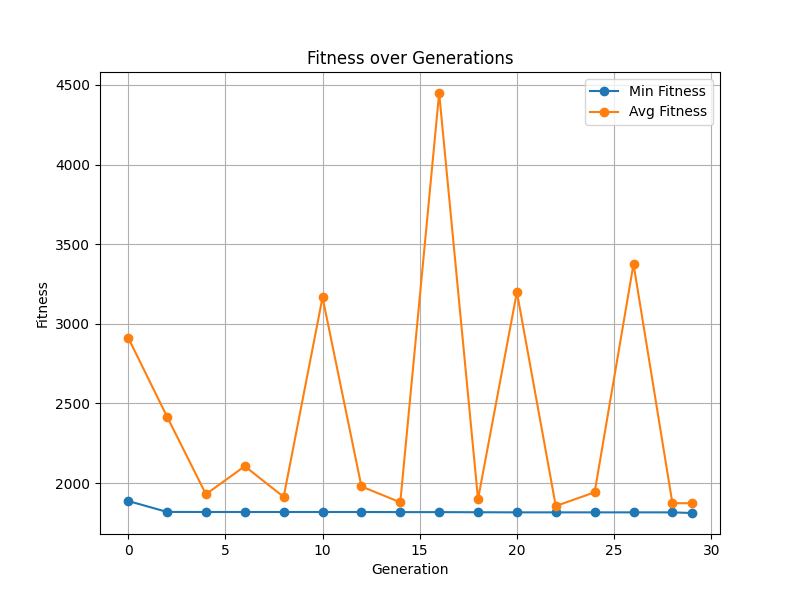 Fitness over Generations
Min Fitness
Avg Fitness
4500
4000
3500
3000
2500
2000
Fitness
0 5 10 15 20 25 30
Generation